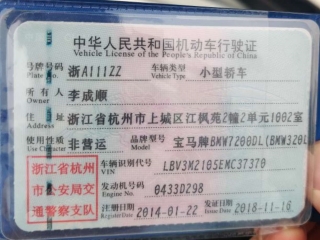 中华人民共和国机动车行驶证
Vehicle License of the People's Republic of China
号牌号码 浙A111ZZ 车辆类型 小型轿车
Plate No. Vehicle Type
所有人 李成顺
Owner
住址 浙江省杭州市上城区江枫苑2幢2单元1002室
Address
使用性质 非营运 品牌型号 宝马牌BMW7200DL(BMW320L
Use Character Model
浙江省杭州
市公安局交
通警察支队
车辆识别代号 LBV3M2105EMC37370
VIN
发动机号码 0433D298
Engine No.
注册日期 2014-01-22 发证日期 2018-11-16
Register Date Issue Date